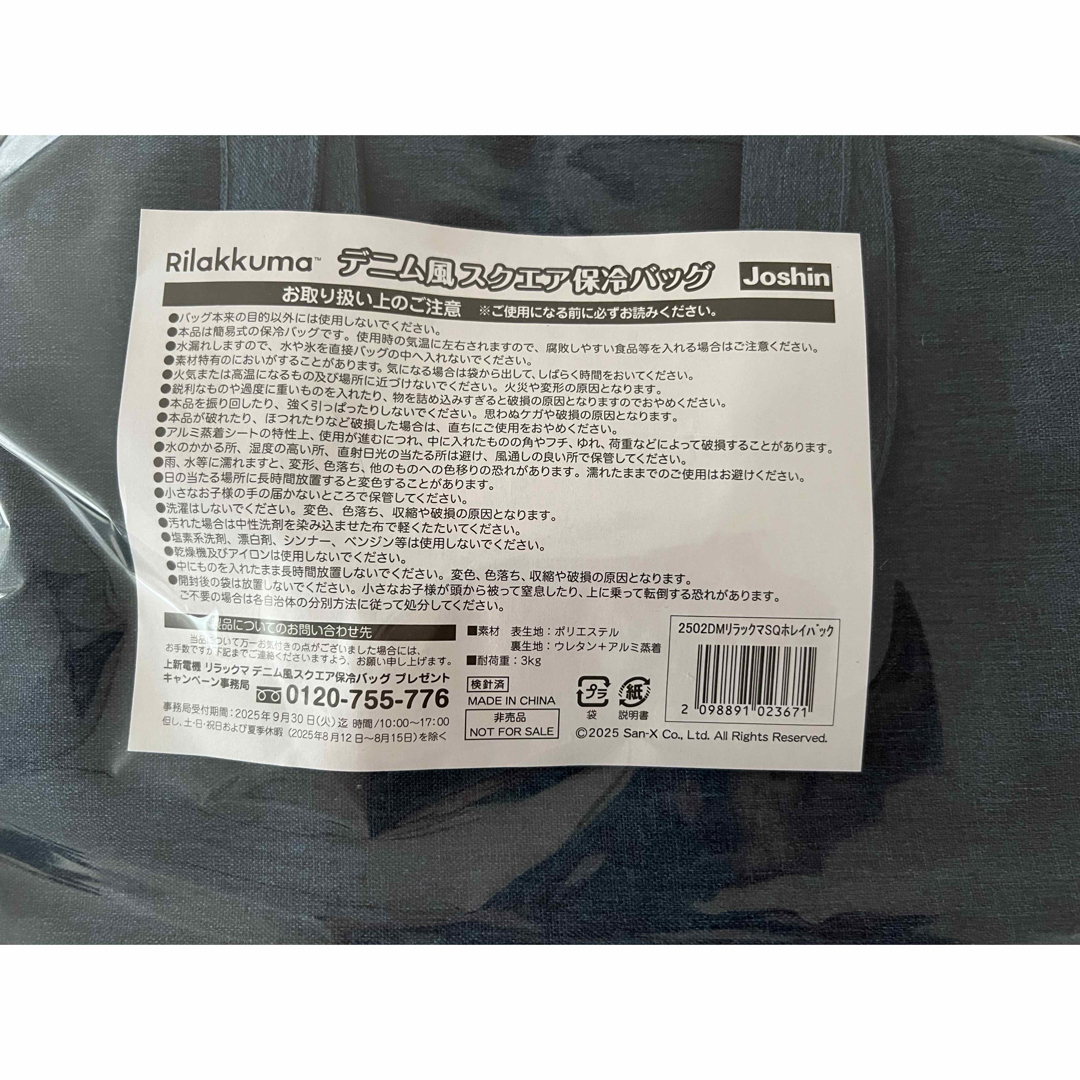 Rilakkuma™ デニム風スクエア保冷バッグ Joshin
お取り扱い上のご注意 ※ご使用になる前に必ずお読みください。
●バッグ本来の目的以外には使用しないでください。
●本品は簡易式の保冷バッグです。使用時の気温に左右されますので、腐敗しやすい食品等を入れる場合はご注意ください。
●水漏れしますので、水や氷を直接バッグの中へ入れないでください。
●素材特有のにおいがすることがあります。気になる場合は袋から出して、しばらく時間をおいてください。
●火気または高温になるもの及び場所に近づけないでください。火災や変形の原因となります。
●鋭利なものや過度に重いものを入れたり、物を詰め込みすぎると破損の原因となりますのでおやめください。
●本品を振り回したり、強く引っぱったりしないでください。思わぬケガや破損の原因となります。
●本品が破れたり、ほつれたりなど破損した場合は、直ちにご使用をおやめください。
●アルミ蒸着シートの特性上、使用が進むにつれ、中に入れたものの角やフチ、ゆれ、荷重などによって破損することがあります。
●水のかかる所、湿度の高い所、直射日光の当たる所は避け、風通しの良い所で保管してください。
●雨、水等に濡れますと、変形、色落ち、他のものへの色移りの恐れがあります。濡れたままでのご使用はお避けください。
●日の当たる場所に長時間放置すると変色することがあります。
●小さなお子様の手の届かないところで保管してください。
●洗濯はしないでください。変色、色落ち、収縮や破損の原因となります。
●汚れた場合は中性洗剤を染み込ませた布で軽くたたいてください。
●塩素系洗剤、漂白剤、シンナー、ベンジン等は使用しないでください。
●乾燥機及びアイロンは使用しないでください。
●中にものを入れたまま長時間放置しないでください。変色、色落ち、収縮や破損の原因となります。
●開封後の袋は放置しないでください。小さなお子様が頭から被って窒息したり、上に乗って転倒する恐れがあります。
ご不要の場合は各自治体の分別方法に従って処分してください。
製品についてのお問い合わせ先
当品について万一お気付きの点がございました場合には、
お手数ですが下記までご連絡くださいますよう、お願い申し上げます。
上新電機 リラックマ デニム風スクエア保冷バッグ プレゼント
キャンペーン事務局 0120-755-776
事務局受付期間:2025年9月30日(火)迄 時間/10:00〜17:00
但し、土・日・祝日および夏季休暇(2025年8月12日〜8月15日)を除く
■素材 表生地:ポリエステル
裏生地:ウレタン+アルミ蒸着
■耐荷重:3kg
検針済
MADE IN CHINA
非売品
NOT FOR SALE
プラ
袋
紙
説明書
2502DMリラックマSQホレイバック
2 098891 023671
©2025 San-X Co., Ltd. All Rights Reserved.